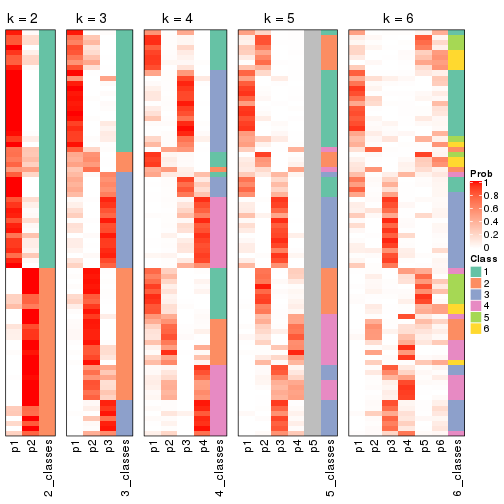 k = 2
k = 3
k = 4
k = 5
k = 6
p1
p2
2_classes
p1
p2
p3
3_classes
p1
p2
p3
p4
4_classes
p1
p2
p3
p4
p5
5_classes
p1
p2
p3
p4
p5
p6
6_classes
Prob
1
0.8
0.6
0.4
0.2
0
Class
1
2
3
4
5
6